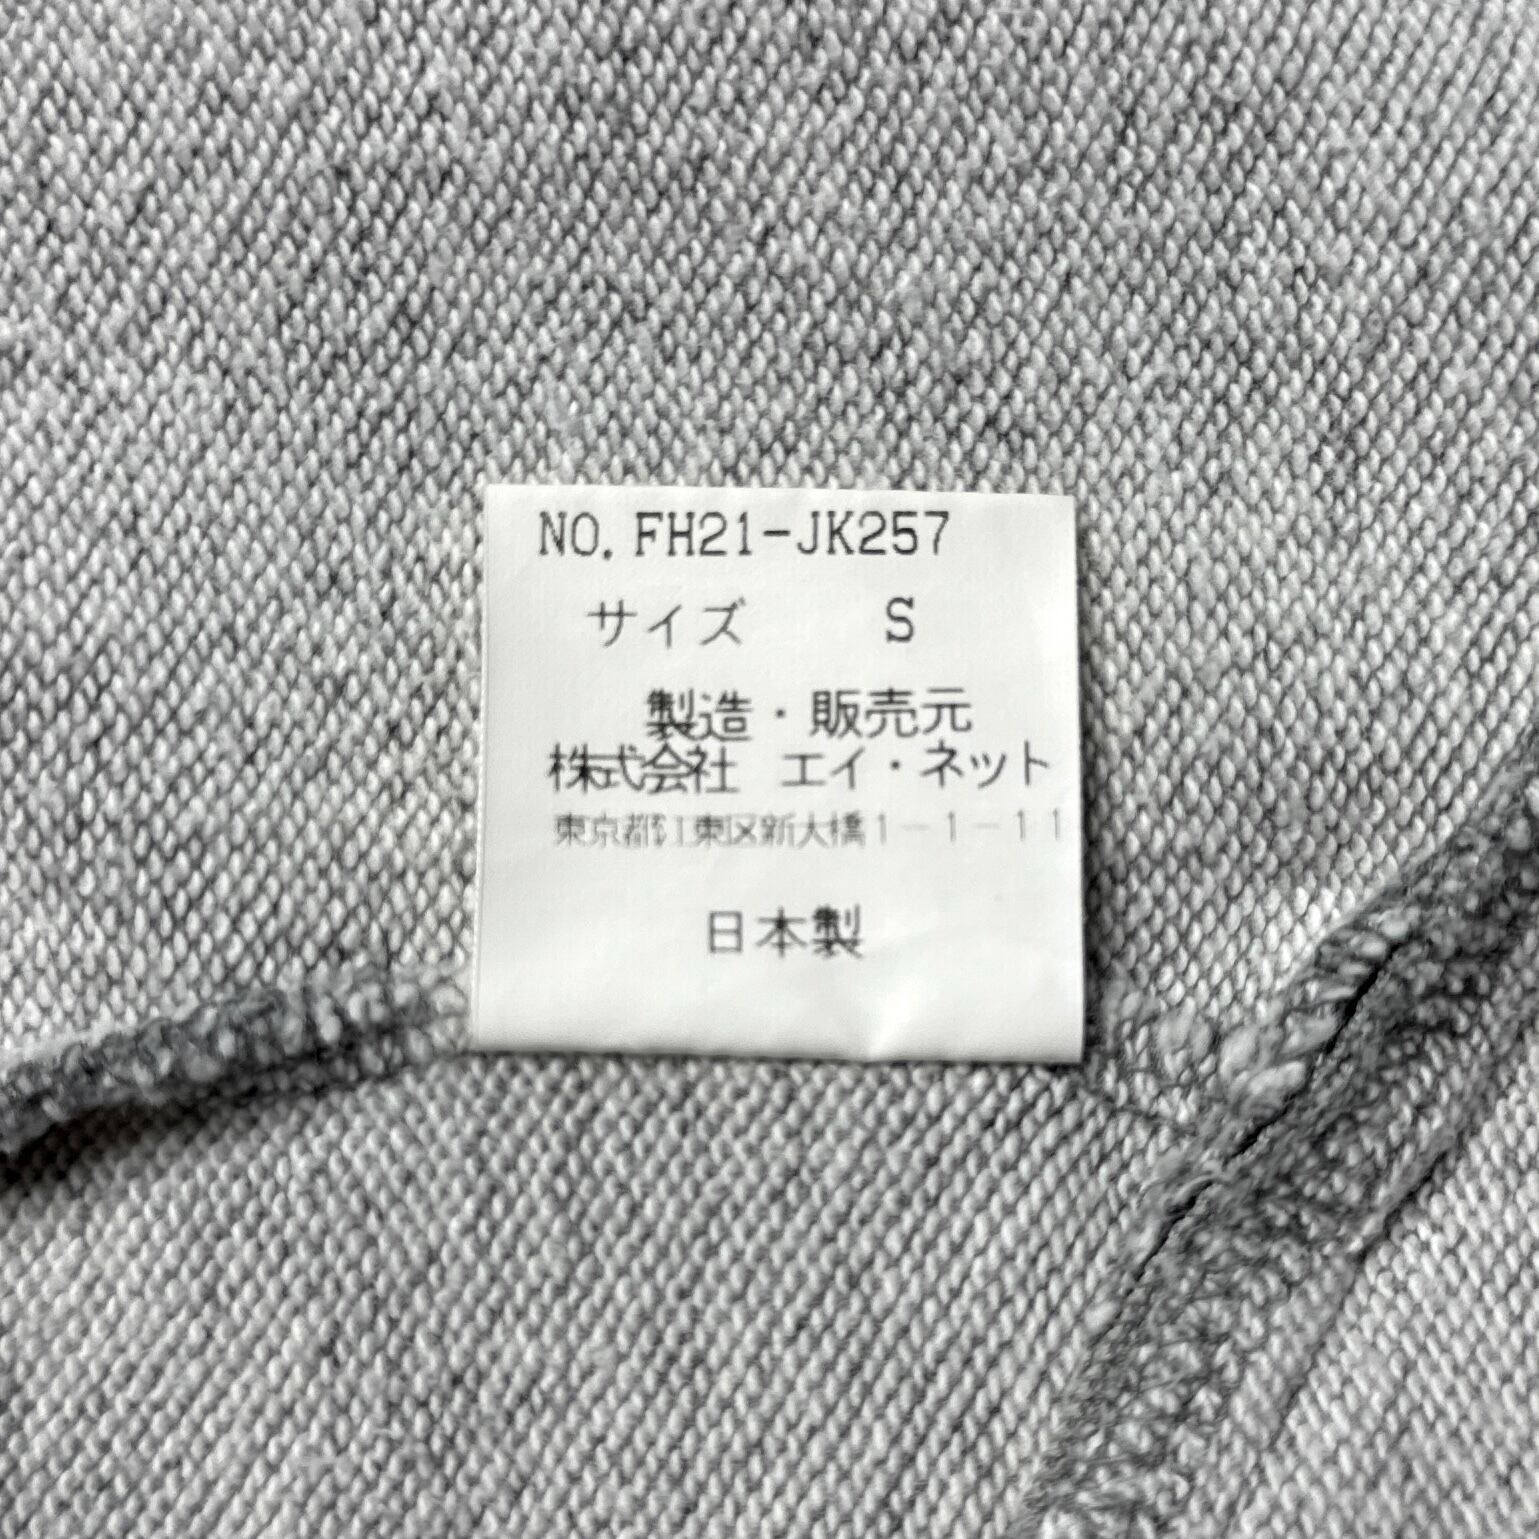 NO.FH21-JK257
サイズ S
製造・販売元
株式会社 エイ・ネット
東京都江東区新大橋1-1-11
日本製